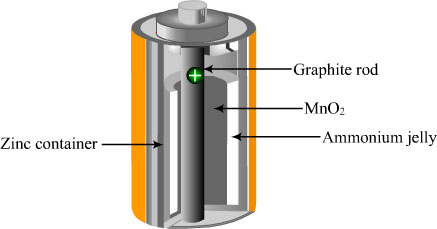 Graphite rod
MnO₂
Zinc container
Ammonium jelly
+